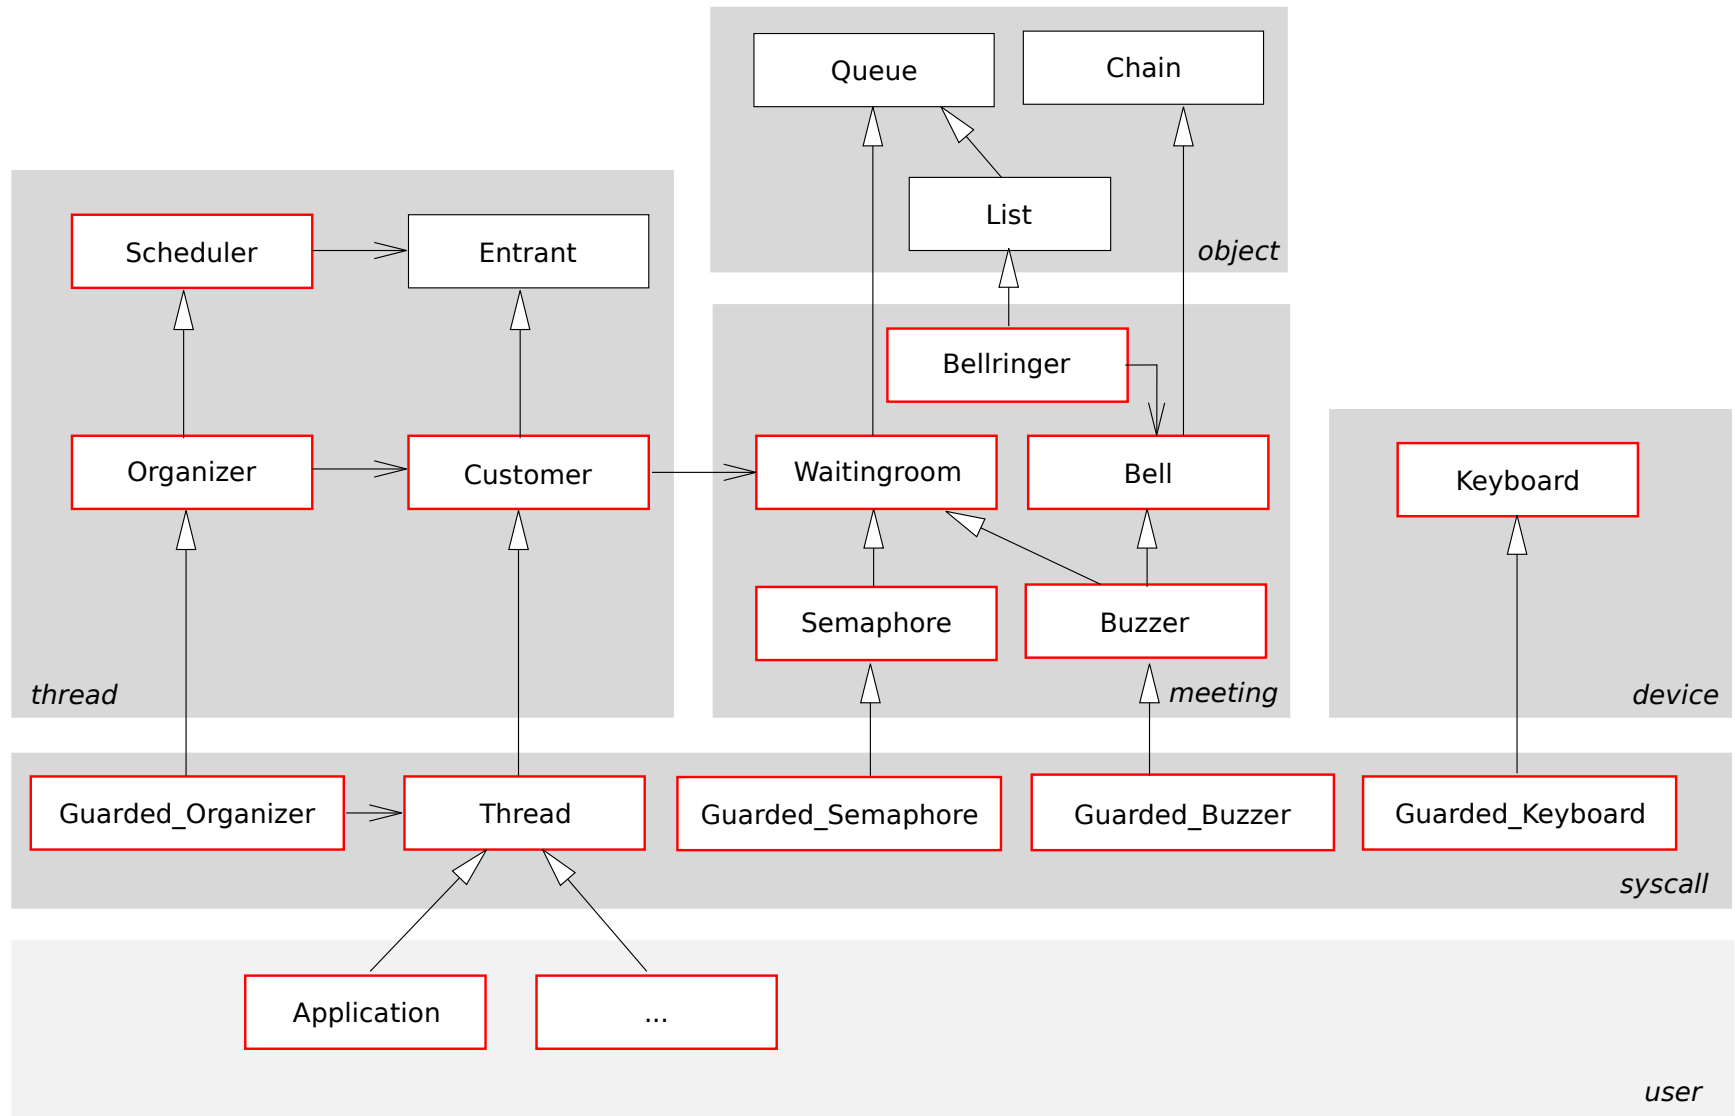 Queue
Chain
List
object
Scheduler
Entrant
Organizer
Customer
thread
Bellringer
Waitingroom
Bell
Semaphore
Buzzer
meeting
Keyboard
device
Guarded_Organizer
Thread
Guarded_Semaphore
Guarded_Buzzer
Guarded_Keyboard
syscall
Application
...
user